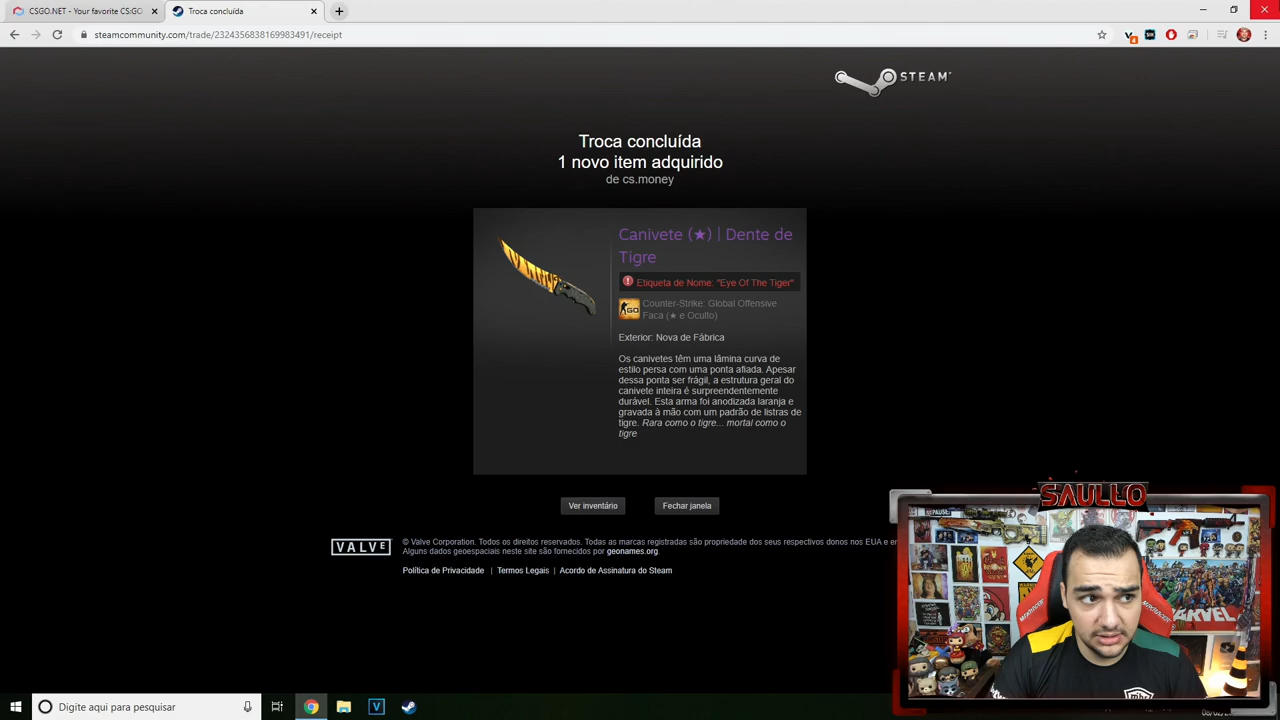 CSGO.NET - Your favorite CS:GO
Troca concluída
steamcommunity.com/trade/2324356838169983491/receipt
STEAM
Troca concluída
1 novo item adquirido
de cs.money
Canivete (★) | Dente de
Tigre
Etiqueta de Nome: "Eye Of The Tiger"
GO
Counter-Strike: Global Offensive
Faca (★ e Oculto)
Exterior: Nova de Fábrica
Os canivetes têm uma lâmina curva de
estilo persa com uma ponta afiada. Apesar
dessa ponta ser frágil, a estrutura geral do
canivete inteira é surpreendentemente
durável. Esta arma foi anodizada laranja e
gravada à mão com um padrão de listras de
tigre. Rara como o tigre... mortal como o
tigre
Ver inventário
Fechar janela
VALVE
© Valve Corporation. Todos os direitos reservados. Todas as marcas registradas são propriedade dos seus respectivos donos nos EUA e
Alguns dados geoespaciais neste site são fornecidos por geonames.org.
Política de Privacidade | Termos Legais | Acordo de Assinatura do Steam
SAULLO
PAUSE
MARVEL
Digite aqui para pesquisar
V